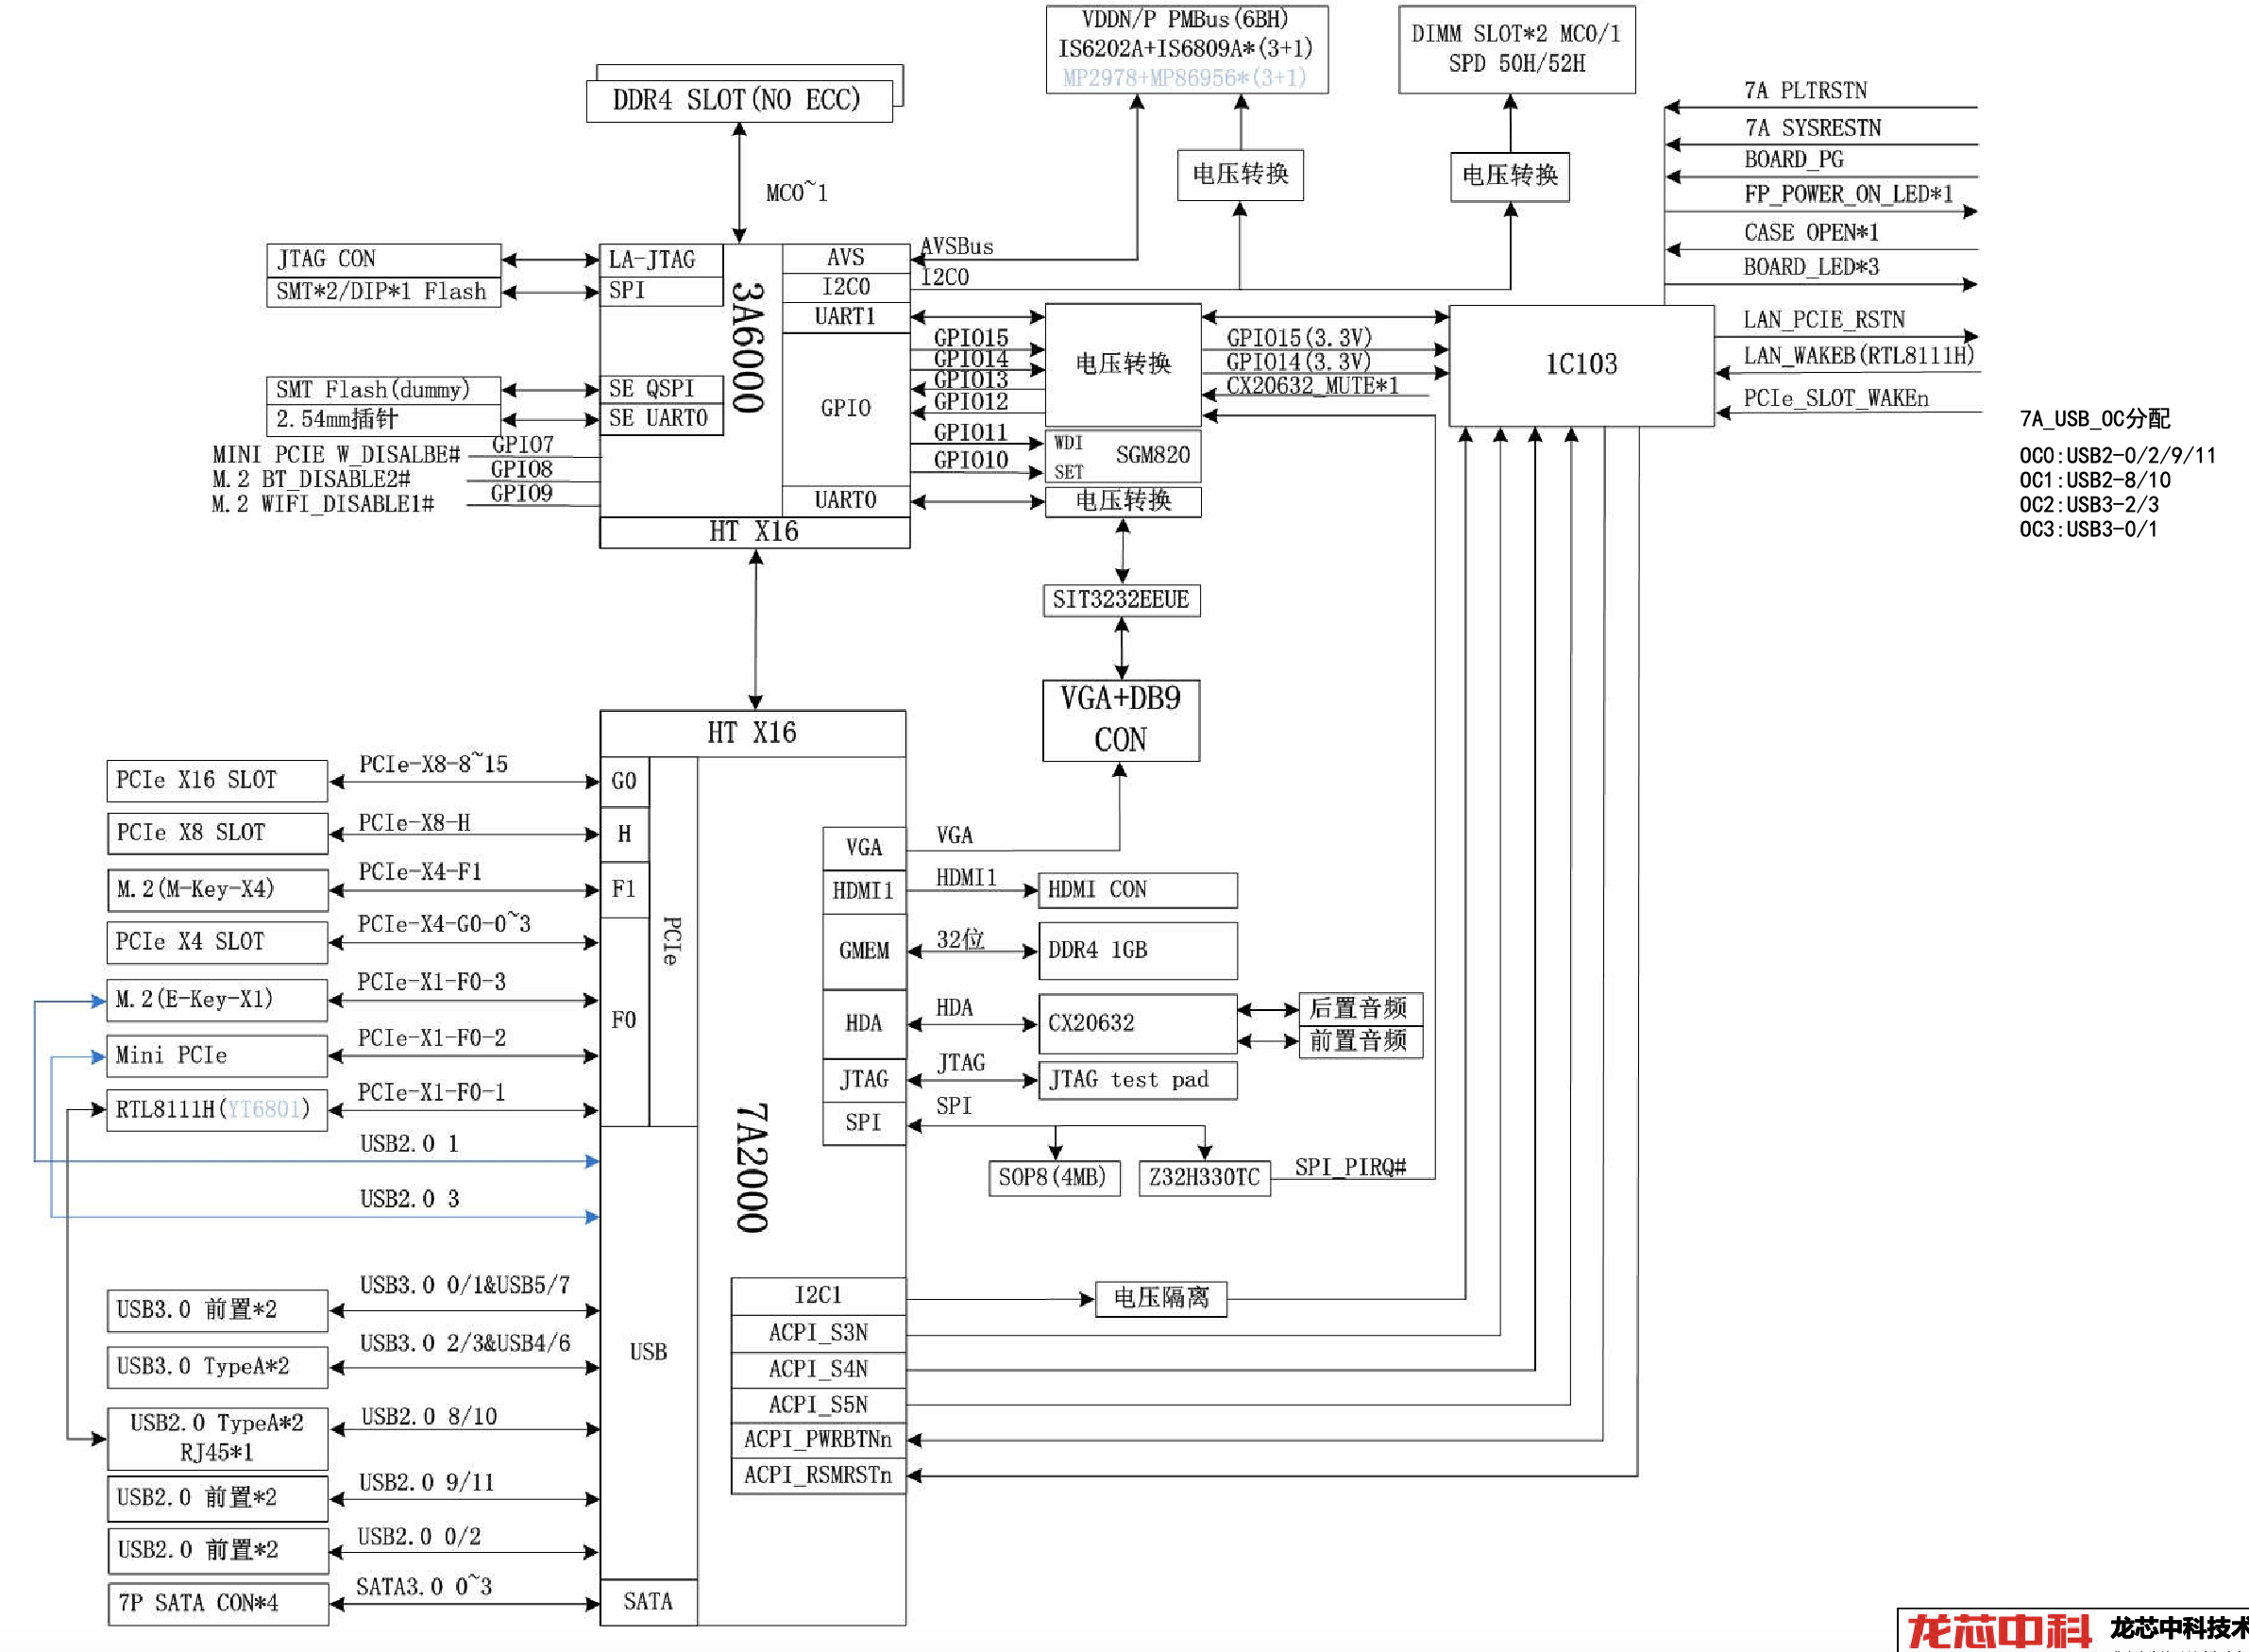 VDDN/P PMBus(6BH)
IS6202A+IS6809A*(3+1)
MP2978+MP86956*(3+1)
DIMM SLOT*2 MC0/1
SPD 50H/52H
DDR4 SLOT(NO ECC)
MC0~1
电压转换
电压转换
7A PLTRSTN
7A SYSRESTN
BOARD_PG
FP_POWER_ON_LED*1
CASE OPEN*1
BOARD_LED*3
LAN_PCIE_RSTN
LAN_WAKEB(RTL8111H)
PCIe_SLOT_WAKEn
JTAG CON
SMT*2/DIP*1 Flash
SMT Flash(dummy)
2.54mm插针
MINI PCIE W_DISALBE#
M.2 BT_DISABLE2#
M.2 WIFI_DISABLE1#
GPIO7
GPIO8
GPIO9
LA-JTAG
SPI
SE QSPI
SE UART0
3A6000
AVS
I2C0
UART1
GPIO
UART0
HT X16
AVSBus
I2C0
GPIO15
GPIO14
GPIO13
GPIO12
GPIO11
GPIO10
电压转换
WDI
SET
SGM820
电压转换
GPIO15(3.3V)
GPIO14(3.3V)
CX20632_MUTE*1
1C103
7A_USB_OC分配
OC0:USB2-0/2/9/11
OC1:USB2-8/10
OC2:USB3-2/3
OC3:USB3-0/1
SIT3232EEUE
VGA+DB9
CON
HT X16
PCIe X16 SLOT
PCIe-X8-8~15
G0
PCIe X8 SLOT
PCIe-X8-H
H
M.2(M-Key-X4)
PCIe-X4-F1
F1
PCIe X4 SLOT
PCIe-X4-G0-0~3
M.2(E-Key-X1)
PCIe-X1-F0-3
F0
Mini PCIe
PCIe-X1-F0-2
RTL8111H(YT6801)
PCIe-X1-F0-1
PCIe
USB2.0 1
USB2.0 3
USB3.0 前置*2
USB3.0 0/1&USB5/7
USB3.0 TypeA*2
USB3.0 2/3&USB4/6
USB
USB2.0 TypeA*2
RJ45*1
USB2.0 8/10
USB2.0 前置*2
USB2.0 9/11
USB2.0 前置*2
USB2.0 0/2
7P SATA CON*4
SATA3.0 0~3
SATA
7A2000
VGA
VGA
HDMI1
HDMI1
HDMI CON
GMEM
32位
DDR4 1GB
HDA
HDA
CX20632
后置音频
前置音频
JTAG
JTAG
JTAG test pad
SPI
SPI
SOP8(4MB)
Z32H330TC
SPI_PIRQ#
I2C1
电压隔离
ACPI_S3N
ACPI_S4N
ACPI_S5N
ACPI_PWRBTNn
ACPI_RSMRSTn
龙芯中科
龙芯中科技术